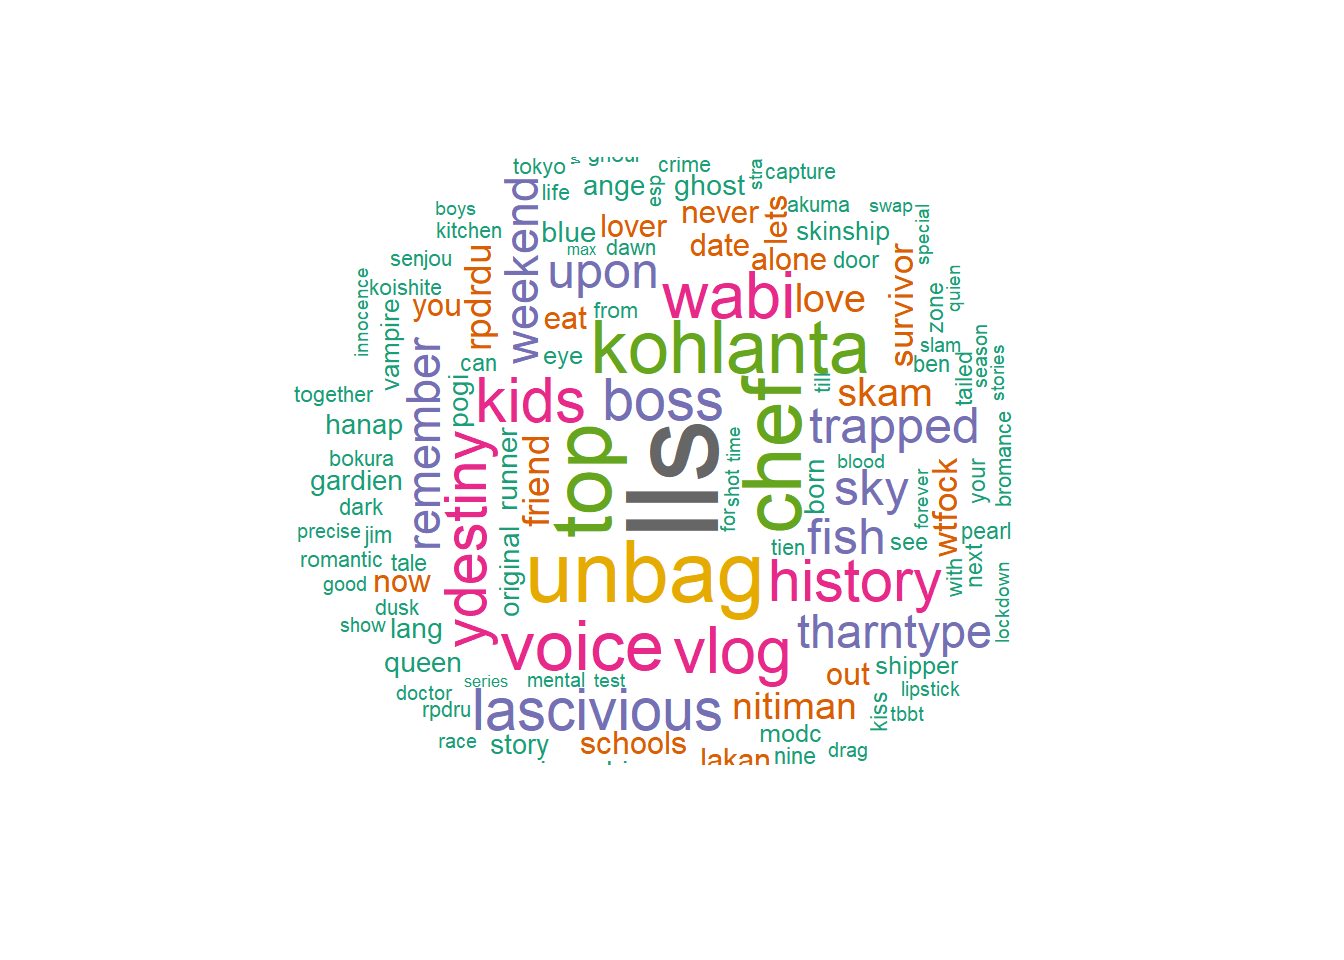 tokyo
crime
capture
life
ange
esp
ghost
stra
boys
kitchen
blue
lover
never
lets
akuma
swap
special
weekend
max
dawn
date
skinship
senjou
rpdrdu
upon
alone
door
survivor
innocence
koishite
vampire
you
eat
from
wabi
love
zone
quien
remember
can
eye
kohlanta
slam
ben
season
stories
together
pogi
kids
boss
till
skam
tailed
hanap
ydestiny
runner
friend
top
lls
time
shot
for
chef
trapped
bromance
bokura
gardien
born
blood
sky
forever
wtfock
your
dark
precise
jim
original
tien
fish
see
pearl
romantic
tale
good
now
unbag
history
with
next
lockdown
dusk
show
lang
voice
vlog
tharntype
queen
out
shipper
doctor
series
mental
test
lipstick
rpdru
lascivious
nitiman
kiss
tbbt
race
story
schools
modc
lakan
nine
drag